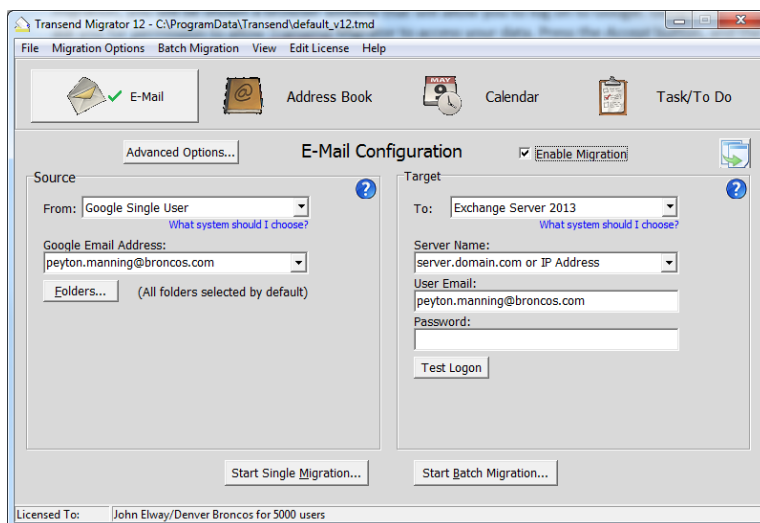 Transend Migrator 12 - C:\ProgramData\Transend\default_v12.tmd
File Migration Options Batch Migration View Edit License Help
E-Mail Address Book Calendar Task/To Do
MAY
9
Advanced Options... E-Mail Configuration Enable Migration
Source
From: Google Single User
What system should I choose?
Google Email Address:
peyton.manning@broncos.com
Folders... (All folders selected by default)
Target
To: Exchange Server 2013
What system should I choose?
Server Name:
server.domain.com or IP Address
User Email:
peyton.manning@broncos.com
Password:
Test Logon
Start Single Migration... Start Batch Migration...
Licensed To: John Elway/Denver Broncos for 5000 users